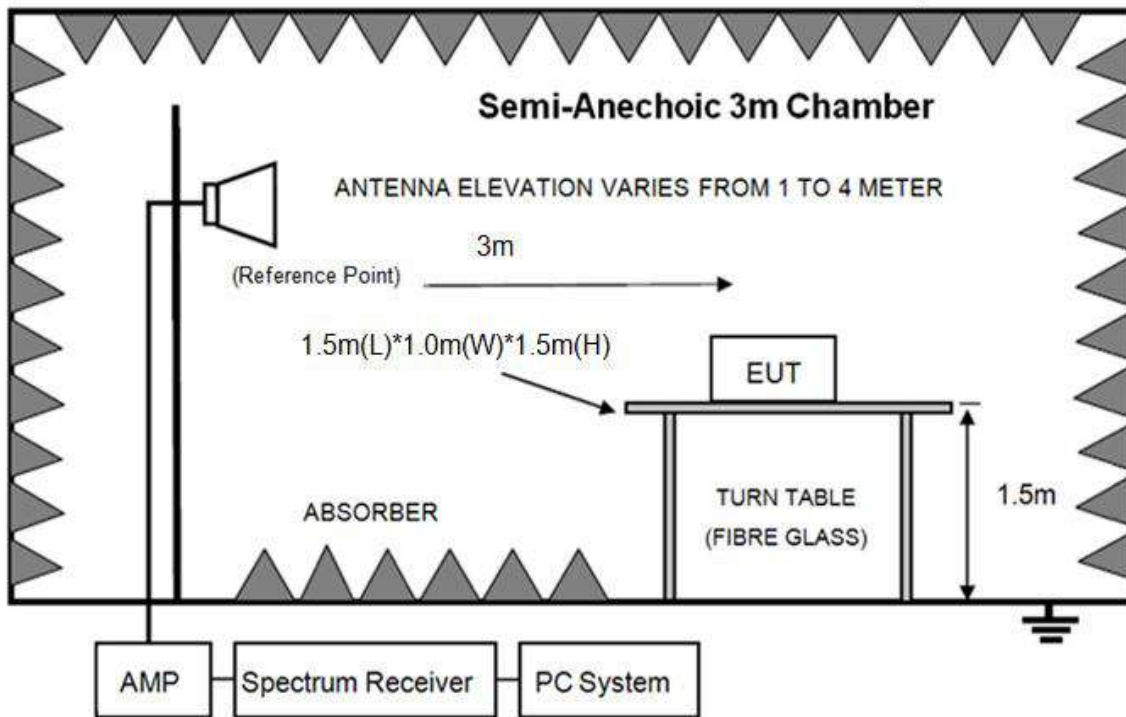 Semi-Anechoic 3m Chamber
ANTENNA ELEVATION VARIES FROM 1 TO 4 METER
3m
(Reference Point)
1.5m(L)*1.0m(W)*1.5m(H)
EUT
1.5m
TURN TABLE
(FIBRE GLASS)
ABSORBER
AMP
Spectrum Receiver
PC System